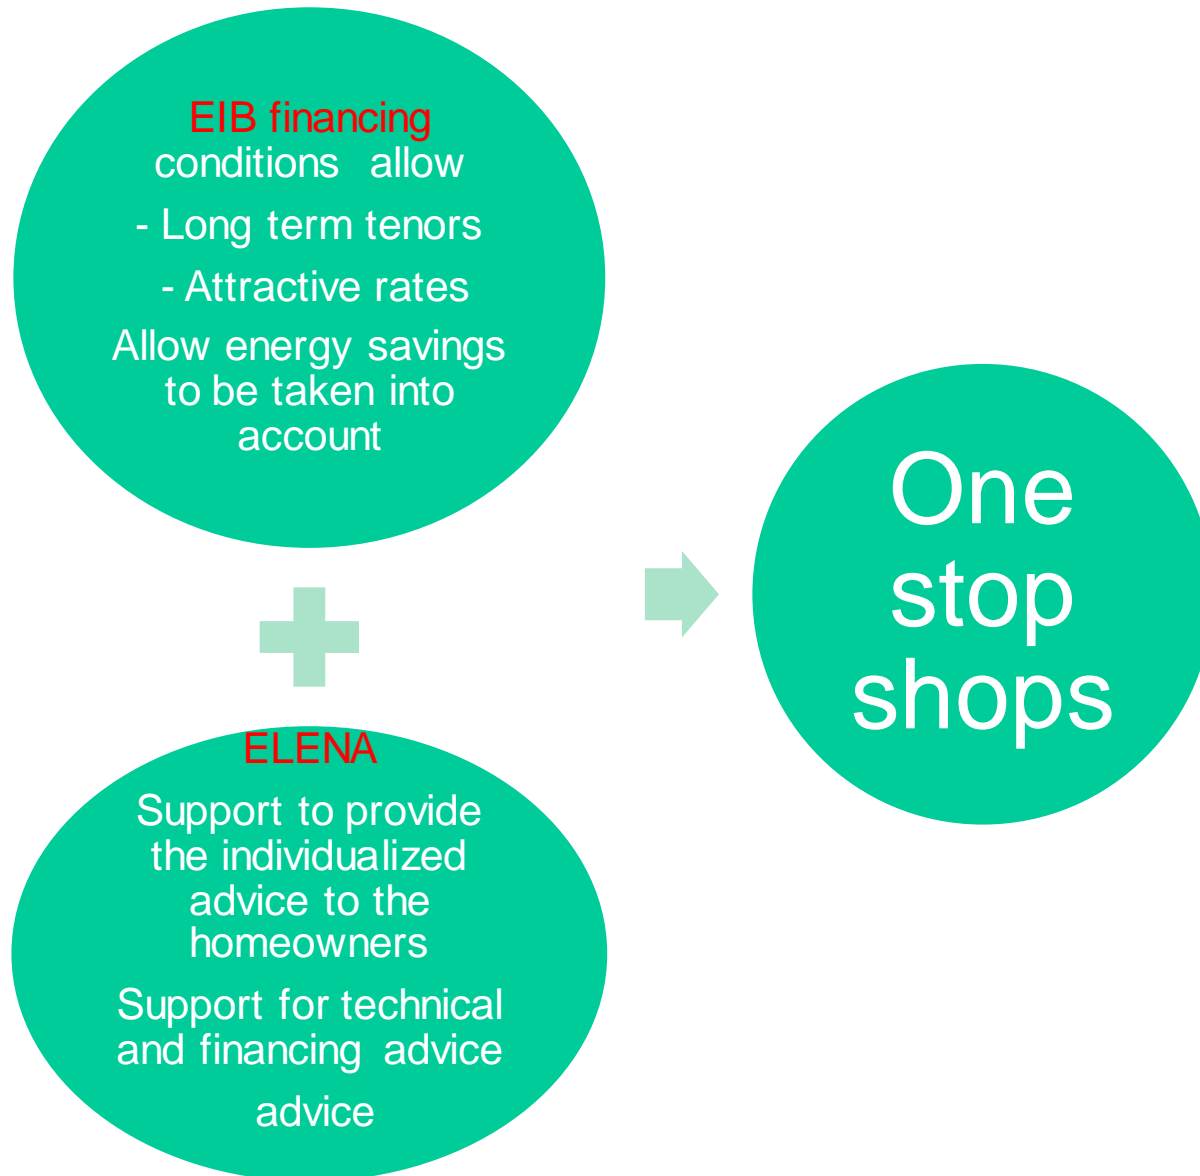 EIB financing
conditions allow
- Long term tenors
- Attractive rates
Allow energy savings
to be taken into
account
ELENA
Support to provide
the individualized
advice to the
homeowners
Support for technical
and financing advice
advice
One
stop
shops